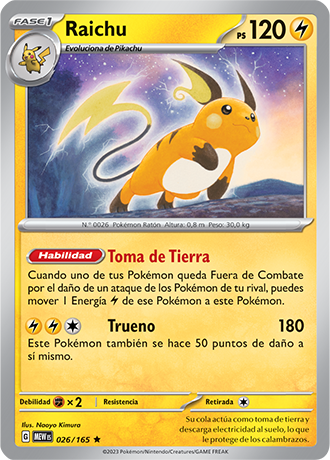 FASE 1
Raichu
PS 120
Evoluciona de Pikachu
N.º 0026 Pokémon Ratón Altura: 0,8 m Peso: 30,0 kg
Habilidad Toma de Tierra
Cuando uno de tus Pokémon queda Fuera de Combate
por el daño de un ataque de los Pokémon de tu rival, puedes
mover 1 Energía de ese Pokémon a este Pokémon.
Trueno 180
Este Pokémon también se hace 50 puntos de daño a
sí mismo.
Debilidad × 2 Resistencia Retirada
Ilus. Naoyo Kimura
G MEW ES 026/165
Su cola actúa como toma de tierra y
descarga electricidad al suelo, lo que
le protege de los calambrazos.
©2023 Pokémon/Nintendo/Creatures/GAME FREAK